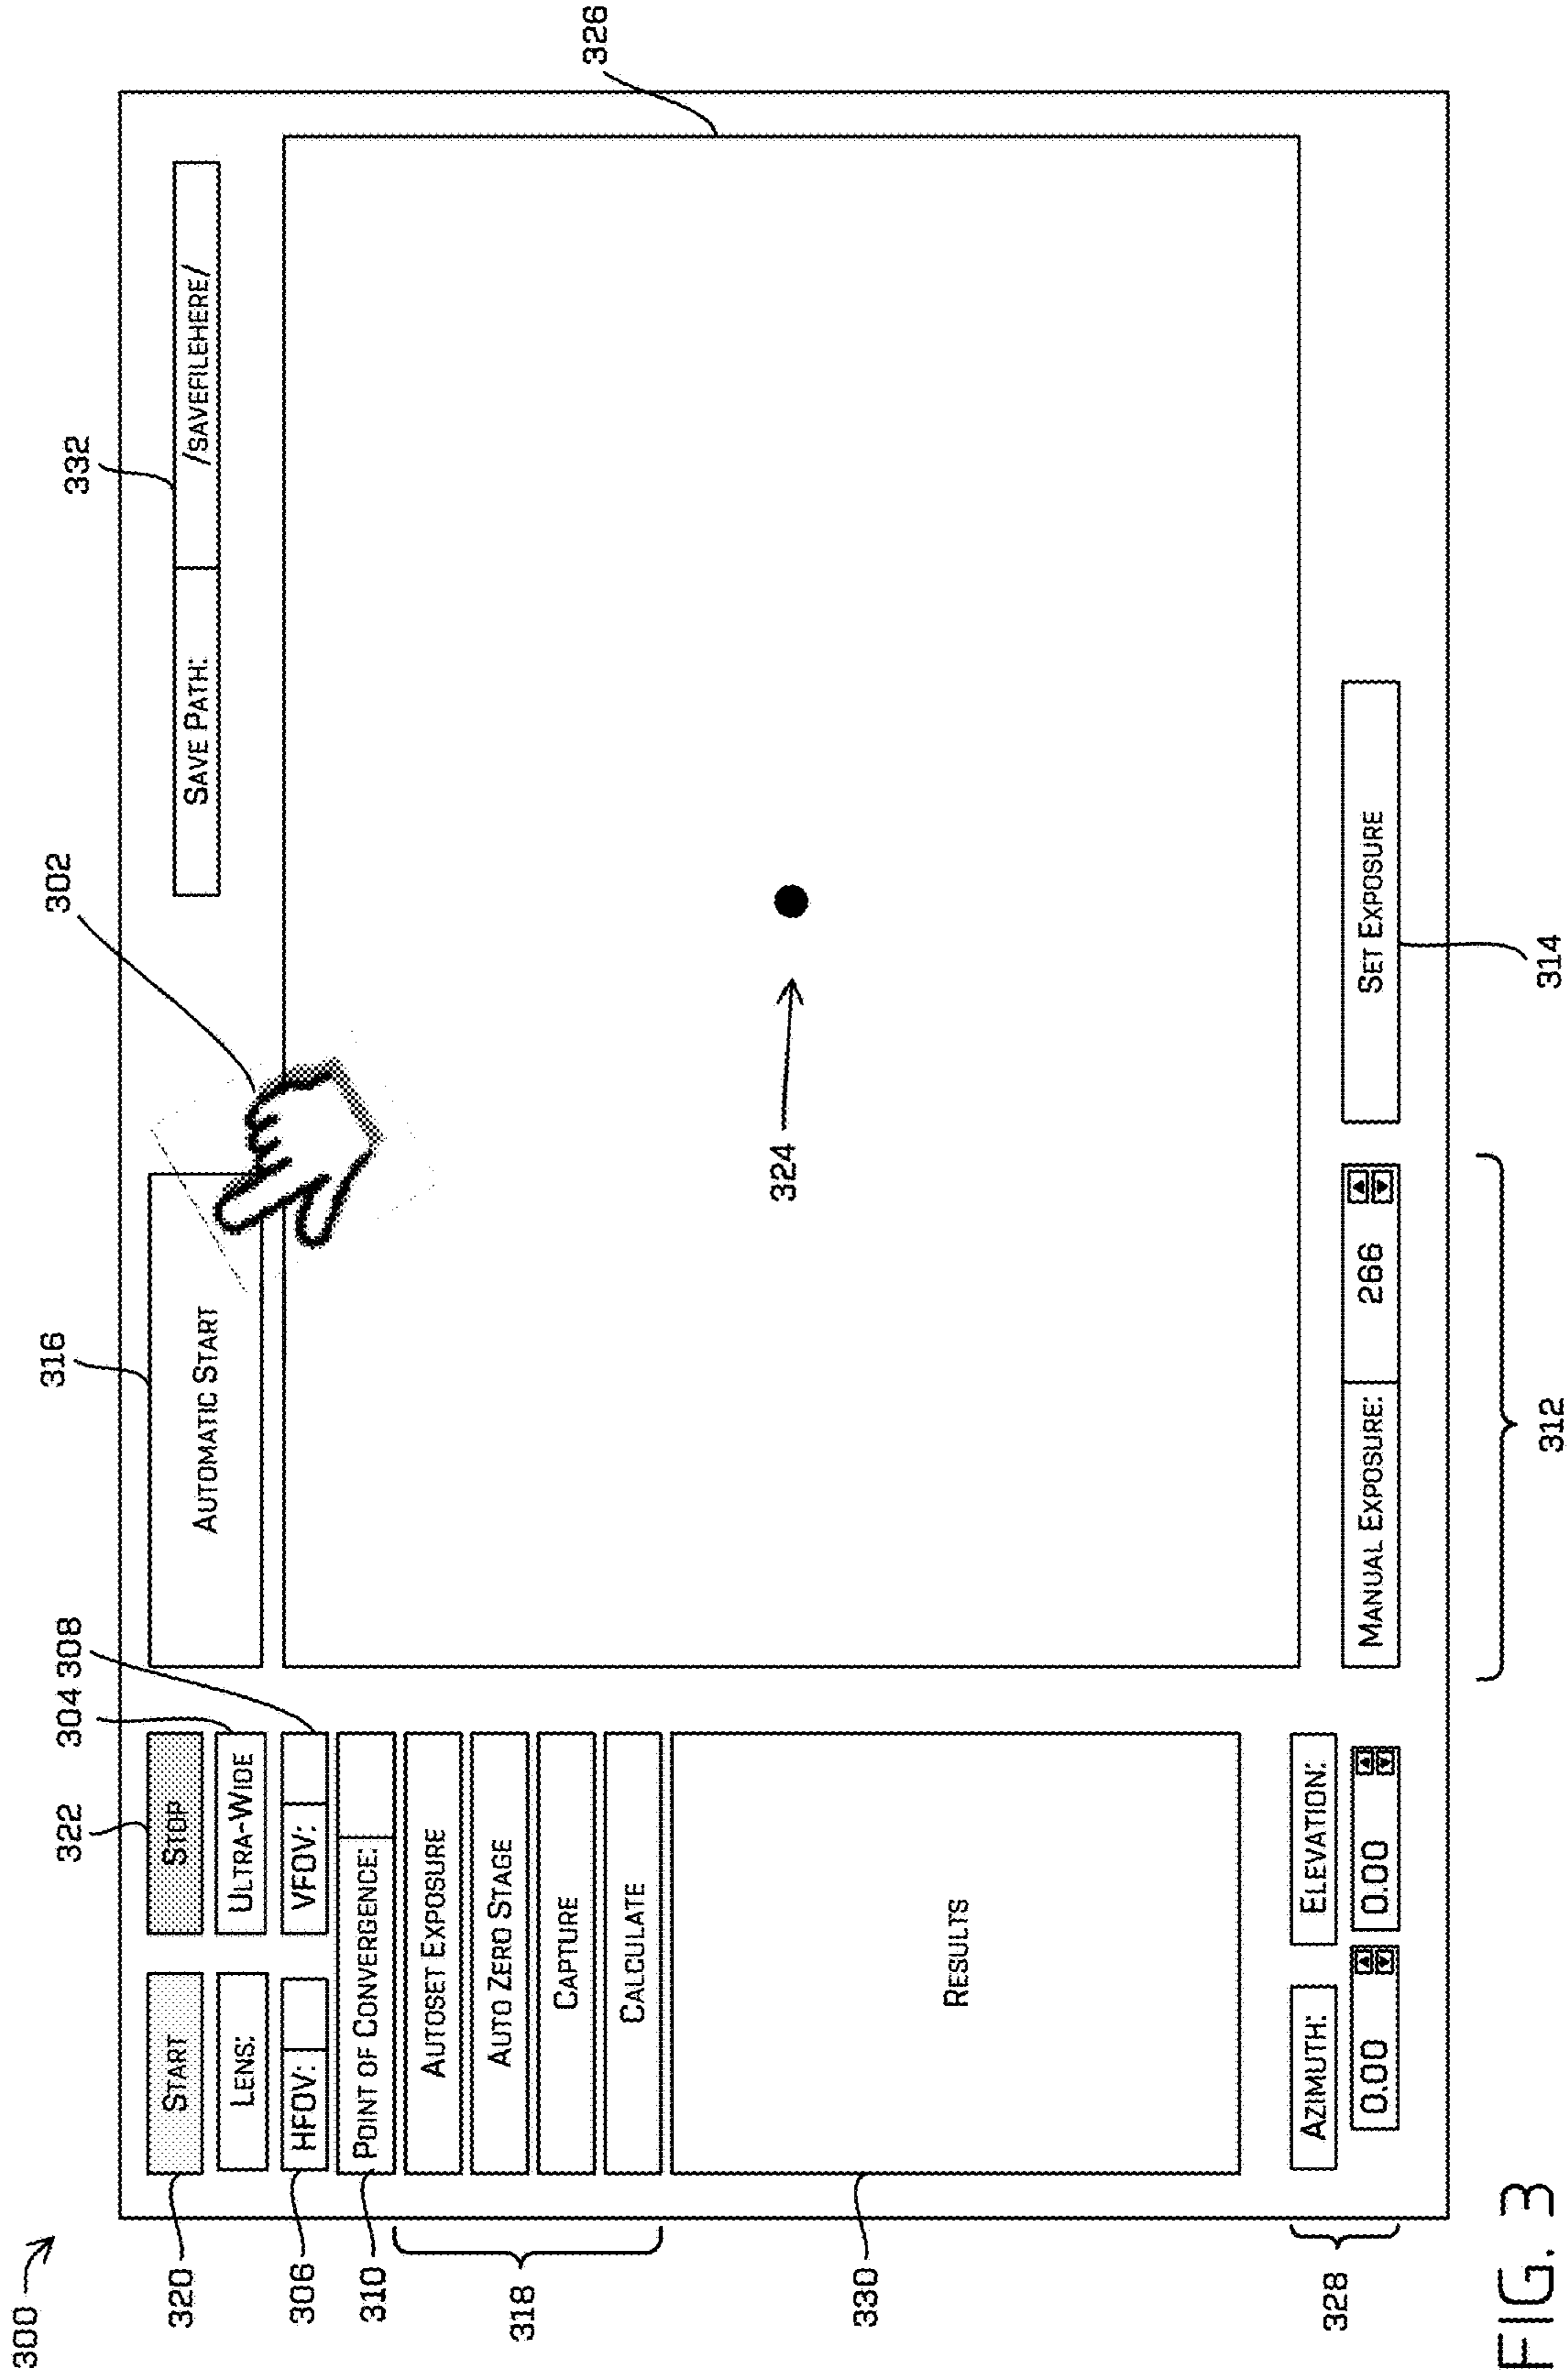 300
302
332
326
316
304 308
322
320
306
310
318
330
328
324
312
314
START
STOP
AUTOMATIC START
SAVE PATH: /SAVEFILEHERE/
LENS:
ULTRA-WIDE
HFOV:
VFOV:
POINT OF CONVERGENCE:
AUTOSET EXPOSURE
AUTO ZERO STAGE
CAPTURE
CALCULATE
RESULTS
AZIMUTH:
ELEVATION:
0.00
0.00
MANUAL EXPOSURE: 266
SET EXPOSURE
FIG. 3